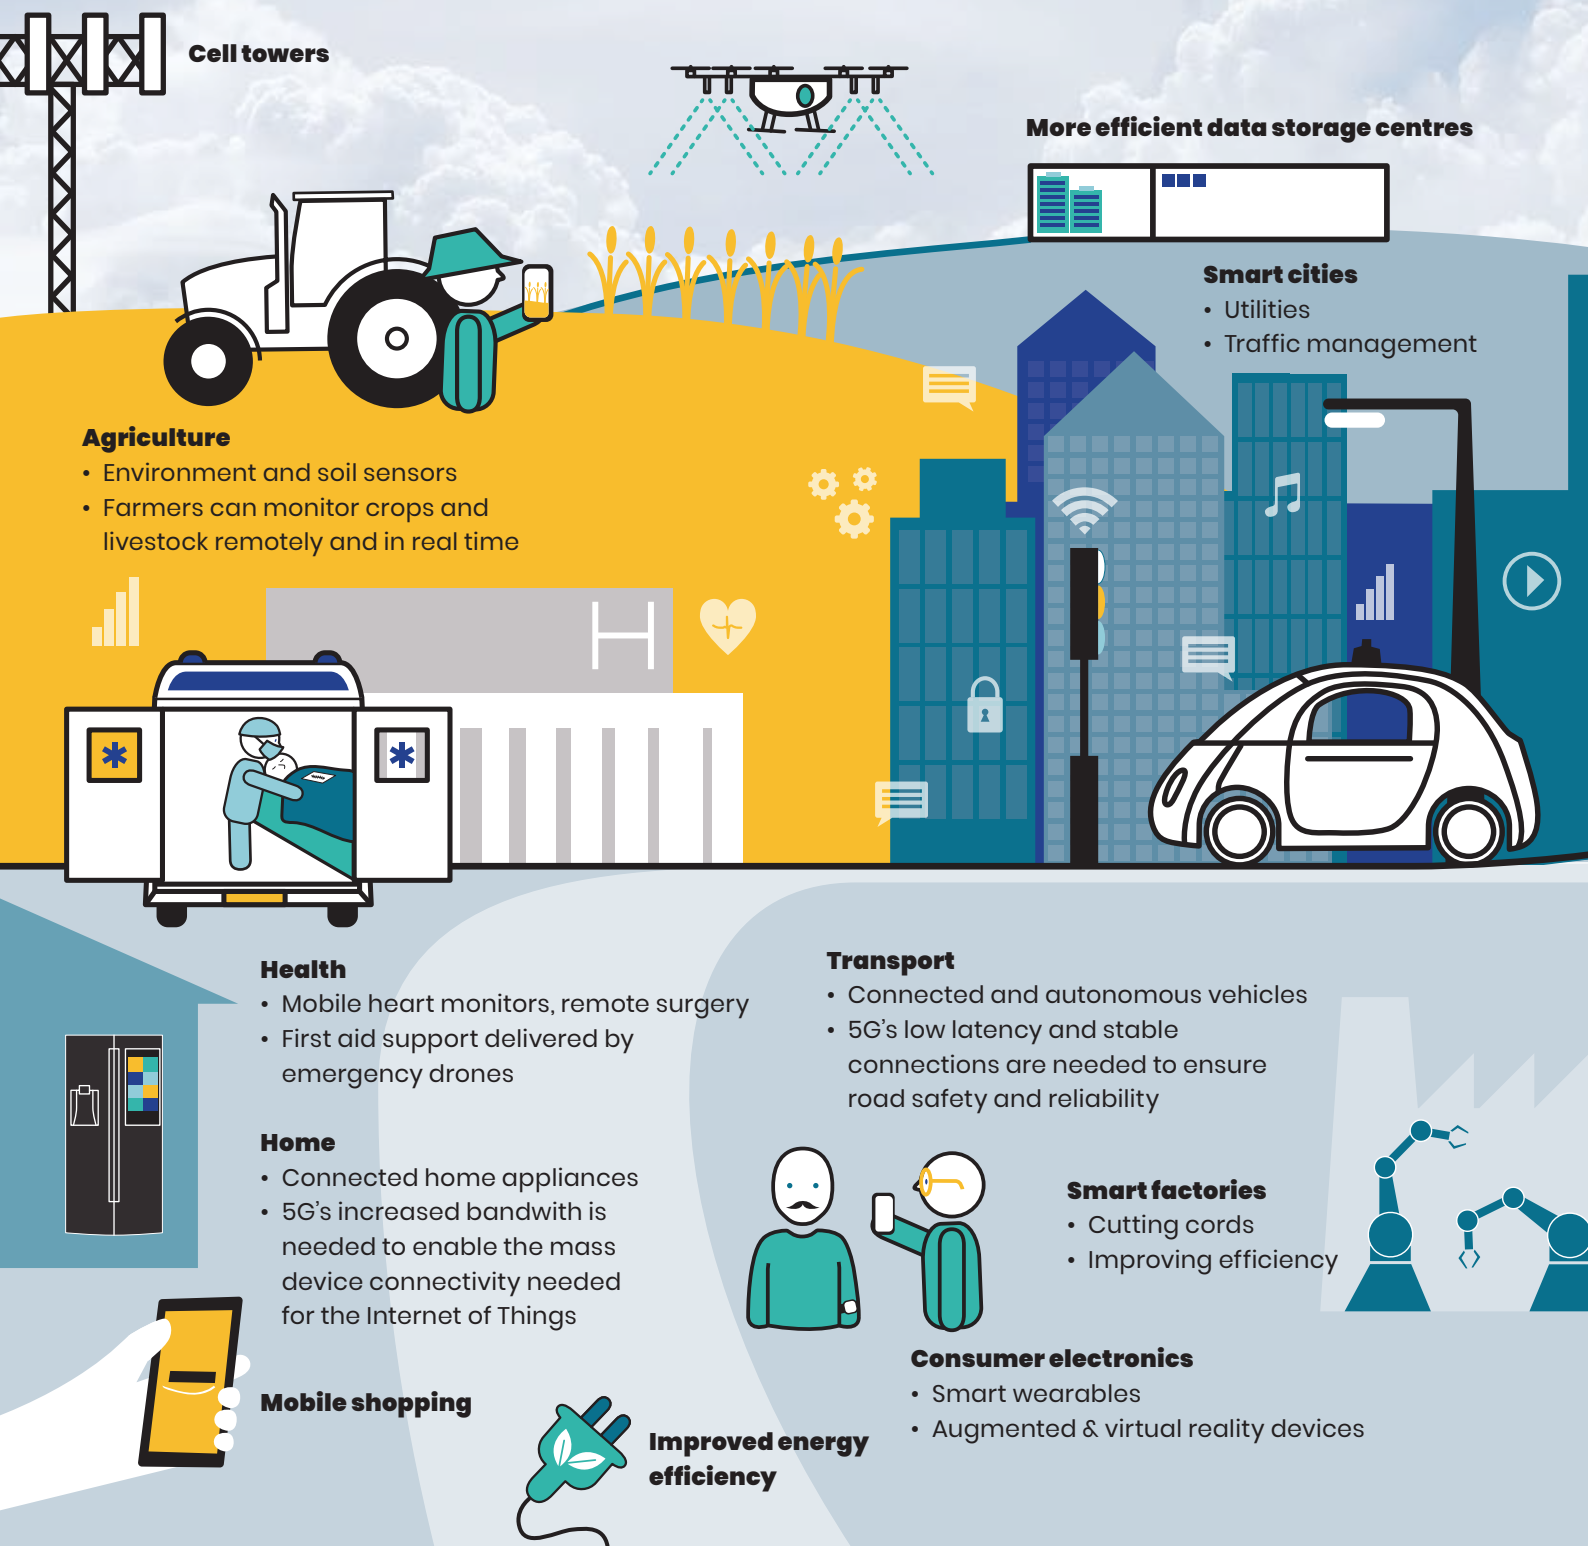 Cell towers
More efficient data storage centres
Smart cities
• Utilities
• Traffic management
Agriculture
• Environment and soil sensors
• Farmers can monitor crops and
livestock remotely and in real time
H
Health
• Mobile heart monitors, remote surgery
• First aid support delivered by
emergency drones
Transport
• Connected and autonomous vehicles
• 5G’s low latency and stable
connections are needed to ensure
road safety and reliability
Home
• Connected home appliances
• 5G’s increased bandwith is
needed to enable the mass
device connectivity needed
for the Internet of Things
Smart factories
• Cutting cords
• Improving efficiency
Consumer electronics
• Smart wearables
• Augmented & virtual reality devices
Mobile shopping
Improved energy
efficiency